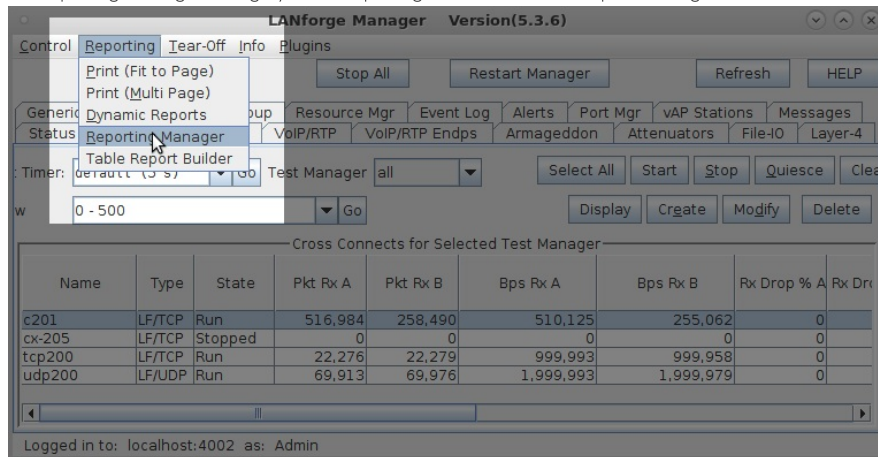 LANforge Manager Version(5.3.6)
Control Reporting Tear-Off Info Plugins
Print (Fit to Page)
Print (Multi Page)
Dynamic Reports
Reporting Manager
Table Report Builder
Stop All Restart Manager Refresh HELP
Generic oup Resource Mgr Event Log Alerts Port Mgr vAP Stations Messages
Status VoIP/RTP VoIP/RTP Endps Armageddon Attenuators File-IO Layer-4
: Timer: default (5 s) Go Test Manager all Select All Start Stop Quiesce Clea
w 0 - 500 Go Display Create Modify Delete
Cross Connects for Selected Test Manager
Name Type State Pkt Rx A Pkt Rx B Bps Rx A Bps Rx B Rx Drop % A Rx Dro
c201 LF/TCP Run 516,984 258,490 510,125 255,062 0
cx-205 LF/TCP Stopped 0 0 0 0 0
tcp200 LF/TCP Run 22,276 22,279 999,993 999,958 0
udp200 LF/UDP Run 69,913 69,976 1,999,993 1,999,979 0
Logged in to: localhost:4002 as: Admin